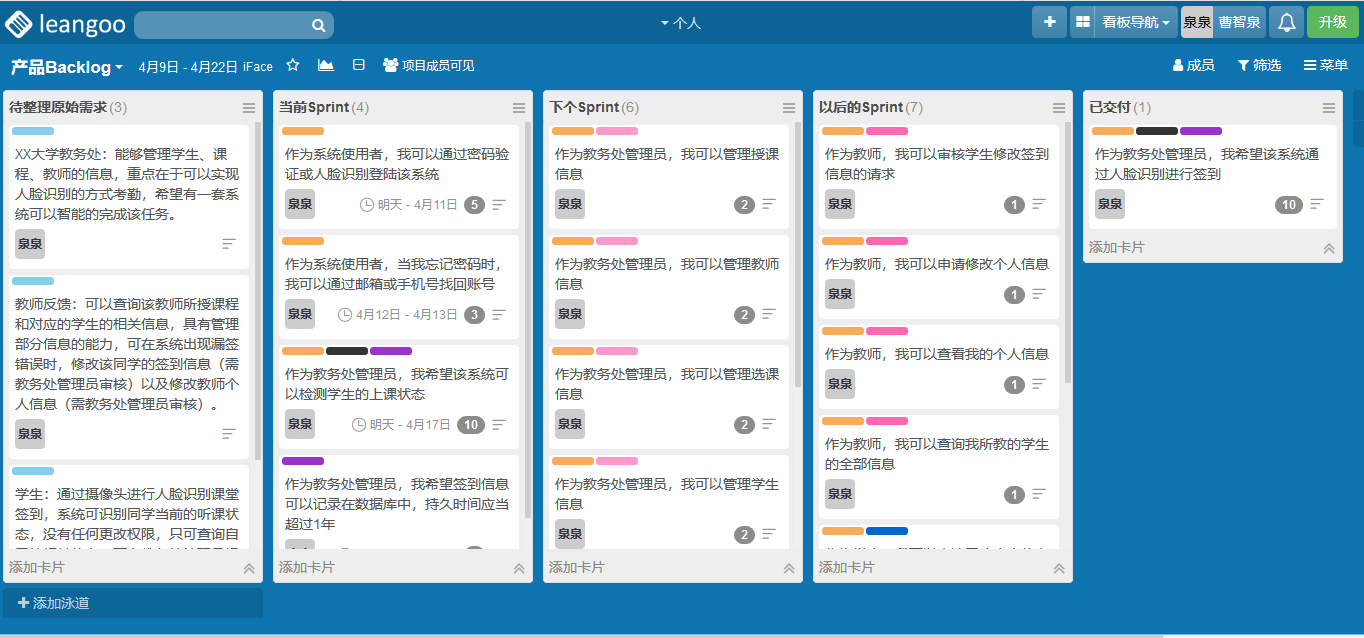 leangoo
个人
看板导航
泉泉
曹智泉
升级
产品Backlog
4月9日 - 4月22日 iFace
项目成员可见
成员
筛选
菜单
待整理原始需求(3)
XX大学教务处：能够管理学生、课
程、教师的信息，重点在于可以实现
人脸识别的方式考勤，希望有一套系
统可以智能的完成该任务。
泉泉
教师反馈：可以查询该教师所授课程
和对应的学生的相关信息，具有管理
部分信息的能力，可在系统出现漏签
错误时，修改该同学的签到信息（需
教务处管理员审核）以及修改教师个
人信息（需教务处管理员审核）。
泉泉
学生：通过摄像头进行人脸识别课堂
签到，系统可识别同学当前的听课状
态，没有任何更改权限，只可查询自
添加卡片
添加泳道
当前Sprint(4)
作为系统使用者，我可以通过密码验
证或人脸识别登陆该系统
泉泉
明天 - 4月11日
5
作为系统使用者，当我忘记密码时，
我可以通过邮箱或手机号找回账号
泉泉
4月12日 - 4月13日
3
作为教务处管理员，我希望该系统可
以检测学生的上课状态
泉泉
明天 - 4月17日
10
作为教务处管理员，我希望签到信息
可以记录在数据库中，持久时间应当
超过1年
添加卡片
下个Sprint(6)
作为教务处管理员，我可以管理授课
信息
泉泉
2
作为教务处管理员，我可以管理教师
信息
泉泉
2
作为教务处管理员，我可以管理选课
信息
泉泉
2
作为教务处管理员，我可以管理学生
信息
泉泉
2
添加卡片
以后的Sprint(7)
作为教师，我可以审核学生修改签到
信息的请求
泉泉
1
作为教师，我可以申请修改个人信息
泉泉
1
作为教师，我可以查看我的个人信息
泉泉
1
作为教师，我可以查询我所教的学生
的全部信息
泉泉
1
添加卡片
已交付(1)
作为教务处管理员，我希望该系统通
过人脸识别进行签到
泉泉
10
添加卡片